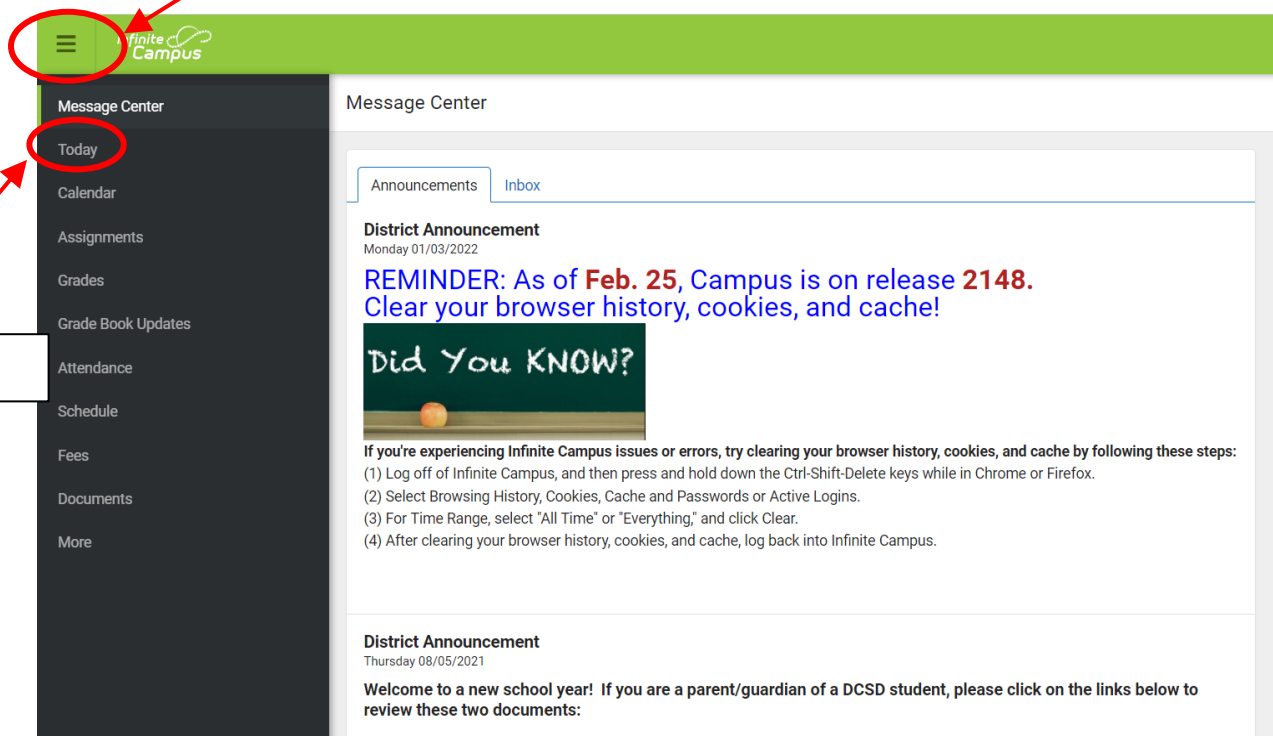 Infinite
Campus
Message Center
Today
Calendar
Assignments
Grades
Grade Book Updates
Attendance
Schedule
Fees
Documents
More
Message Center
Announcements Inbox
District Announcement
Monday 01/03/2022
REMINDER: As of Feb. 25, Campus is on release 2148.
Clear your browser history, cookies, and cache!
Did You KNOW?
If you're experiencing Infinite Campus issues or errors, try clearing your browser history, cookies, and cache by following these steps:
(1) Log off of Infinite Campus, and then press and hold down the Ctrl-Shift-Delete keys while in Chrome or Firefox.
(2) Select Browsing History, Cookies, Cache and Passwords or Active Logins.
(3) For Time Range, select "All Time" or "Everything," and click Clear.
(4) After clearing your browser history, cookies, and cache, log back into Infinite Campus.
District Announcement
Thursday 08/05/2021
Welcome to a new school year! If you are a parent/guardian of a DCSD student, please click on the links below to
review these two documents: